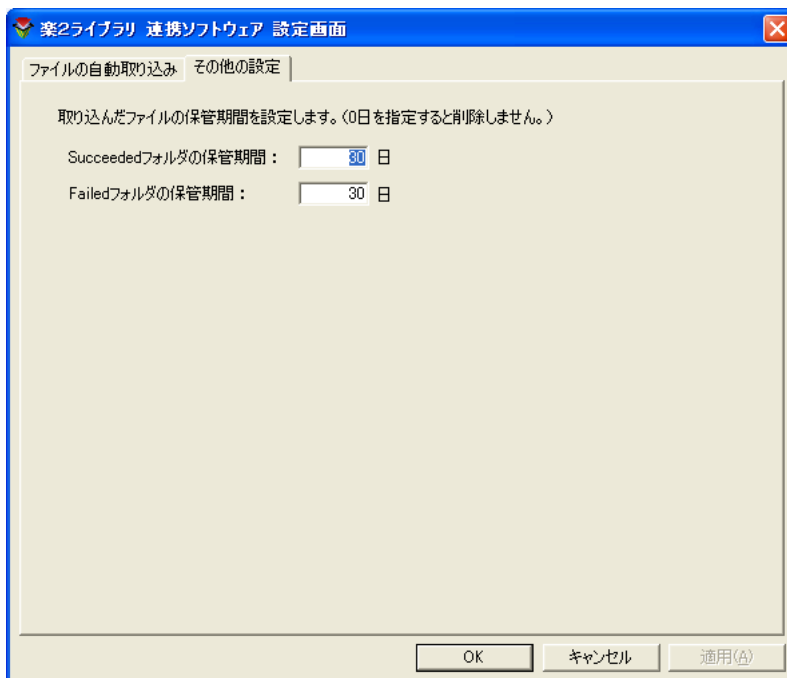 楽2ライブラリ 連携ソフトウェア 設定画面
ファイルの自動取り込み その他の設定
取り込んだファイルの保管期間を設定します。(0日を指定すると削除しません。)
Succeededフォルダの保管期間: 30 日
Failedフォルダの保管期間: 30 日
OK キャンセル 適用(A)